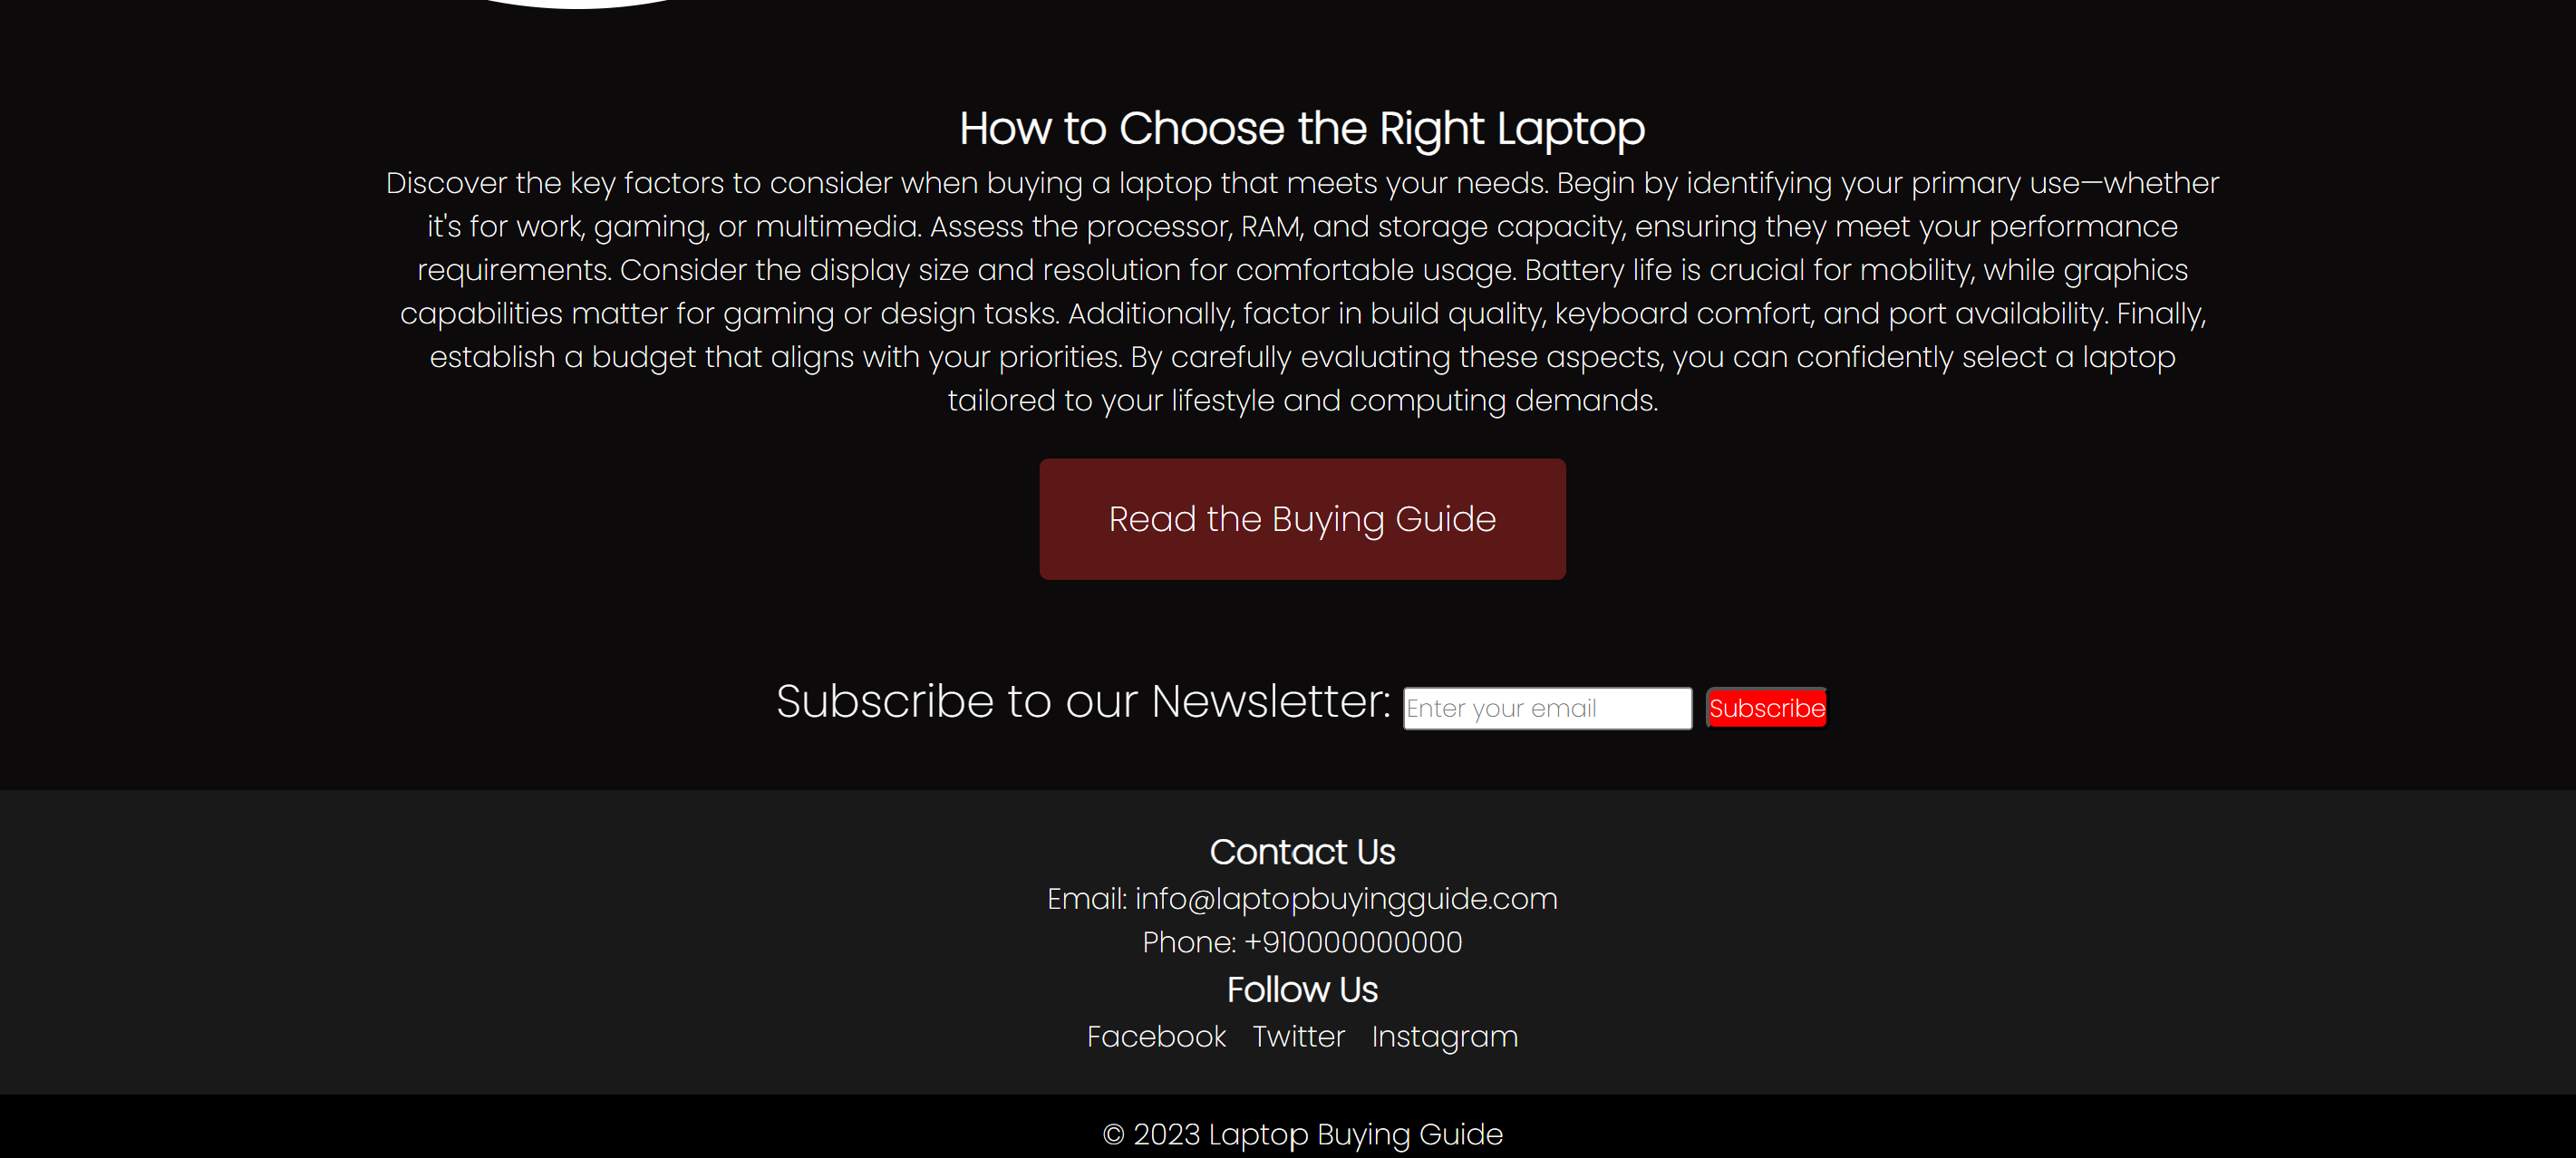 How to Choose the Right Laptop
Discover the key factors to consider when buying a laptop that meets your needs. Begin by identifying your primary use—whether
it's for work, gaming, or multimedia. Assess the processor, RAM, and storage capacity, ensuring they meet your performance
requirements. Consider the display size and resolution for comfortable usage. Battery life is crucial for mobility, while graphics
capabilities matter for gaming or design tasks. Additionally, factor in build quality, keyboard comfort, and port availability. Finally,
establish a budget that aligns with your priorities. By carefully evaluating these aspects, you can confidently select a laptop
tailored to your lifestyle and computing demands.
Read the Buying Guide
Subscribe to our Newsletter: Enter your email Subscribe
Contact Us
Email: info@laptopbuyingguide.com
Phone: +910000000000
Follow Us
Facebook Twitter Instagram
© 2023 Laptop Buying Guide